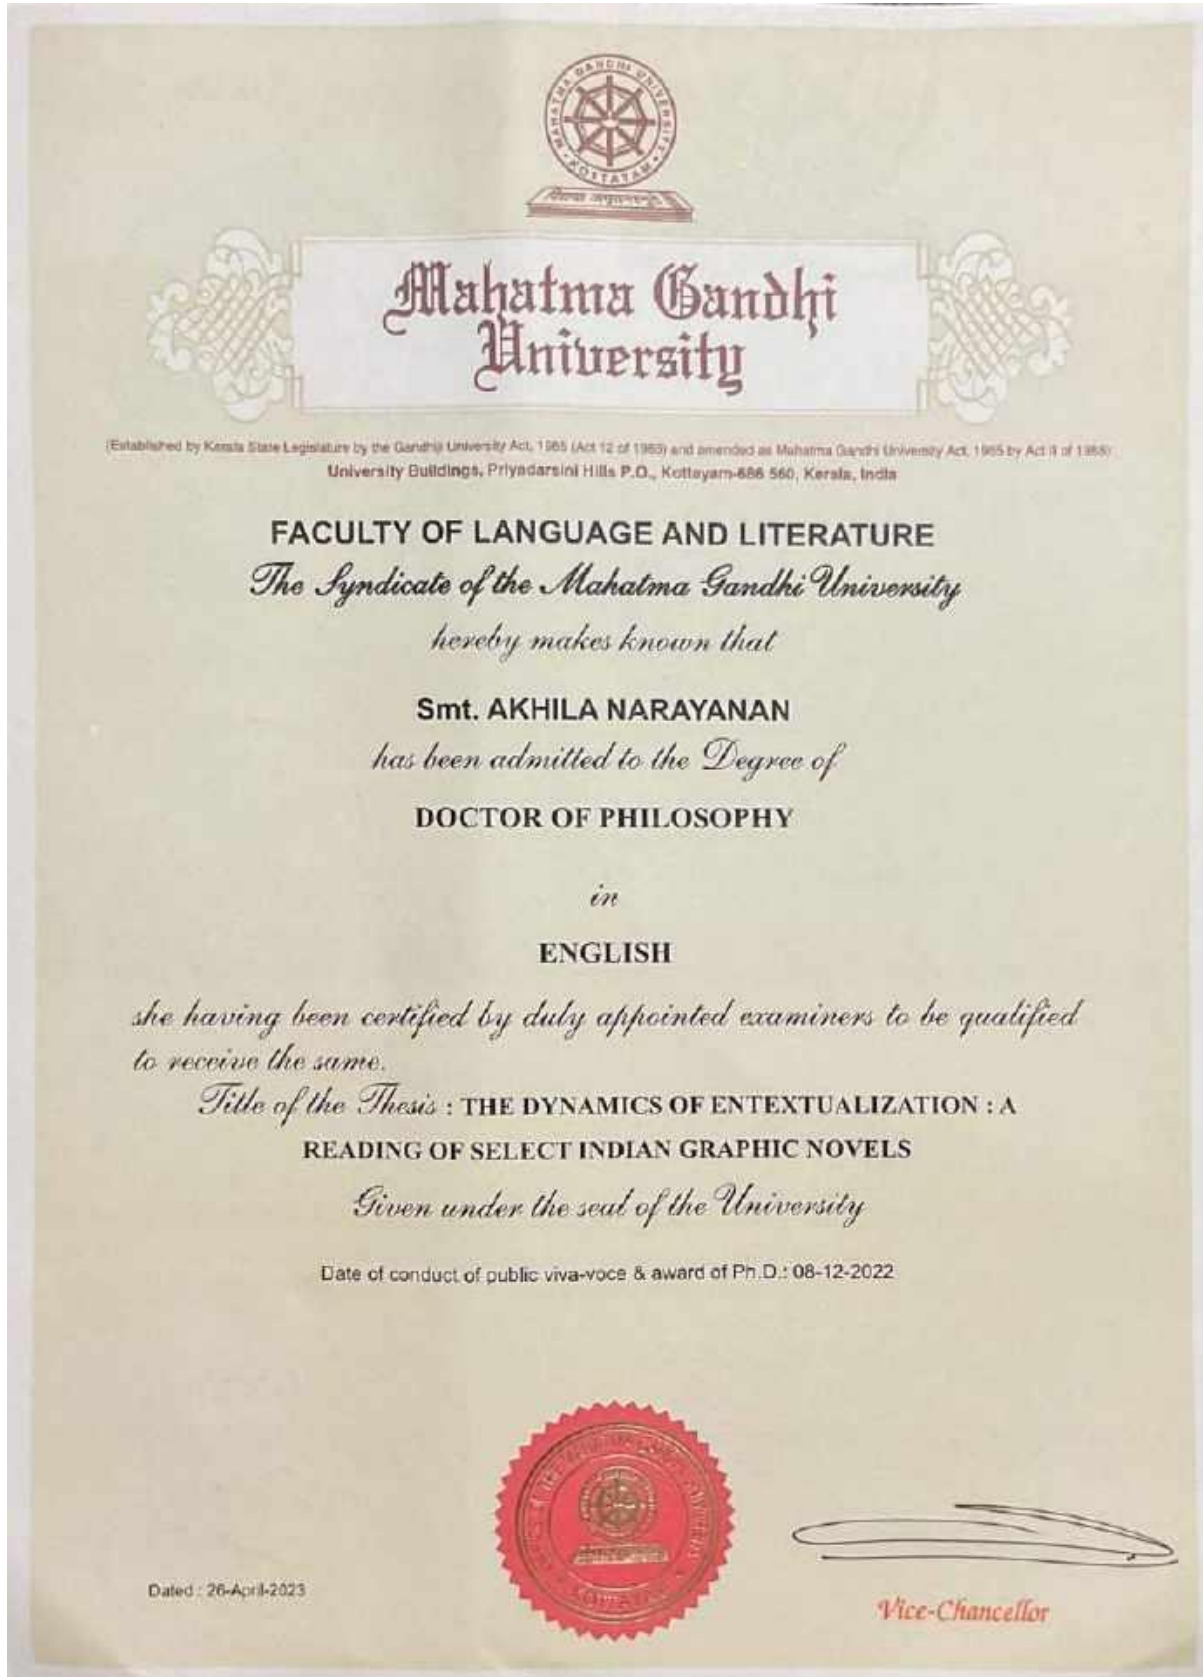 MAHATMA GANDHI UNIVERSITY
KOTTAYAM
Mahatma Gandhi
University
(Established by Kerala State Legislature by the Gandhiji University Act, 1985 (Act 12 of 1985) and amended as Mahatma Gandhi University Act, 1985 by Act 9 of 1988)
University Buildings, Priyadarsini Hills P.O., Kottayam-686 560, Kerala, India
FACULTY OF LANGUAGE AND LITERATURE
The Syndicate of the Mahatma Gandhi University
hereby makes known that
Smt. AKHILA NARAYANAN
has been admitted to the Degree of
DOCTOR OF PHILOSOPHY
in
ENGLISH
she having been certified by duly appointed examiners to be qualified
to receive the same.
Title of the Thesis : THE DYNAMICS OF ENTEXTUALIZATION : A
READING OF SELECT INDIAN GRAPHIC NOVELS
Given under the seal of the University
Date of conduct of public viva-voce & award of Ph.D.: 08-12-2022
Dated : 26-April-2023
Vice-Chancellor